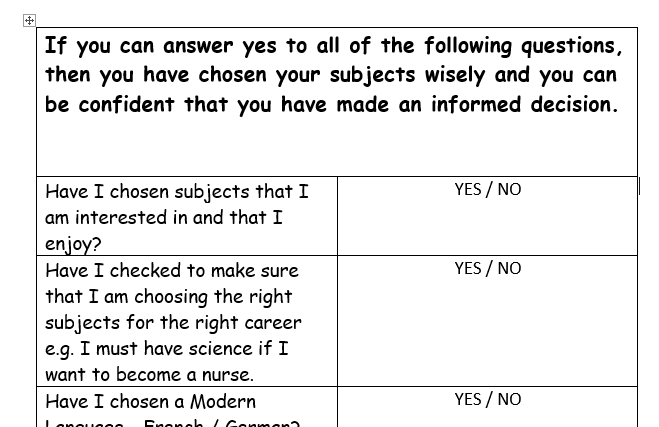 If you can answer yes to all of the following questions,
then you have chosen your subjects wisely and you can
be confident that you have made an informed decision.
Have I chosen subjects that I
am interested in and that I
enjoy?
YES / NO
Have I checked to make sure
that I am choosing the right
subjects for the right career
e.g. I must have science if I
want to become a nurse.
YES / NO
Have I chosen a Modern
Language – French / German?
YES / NO